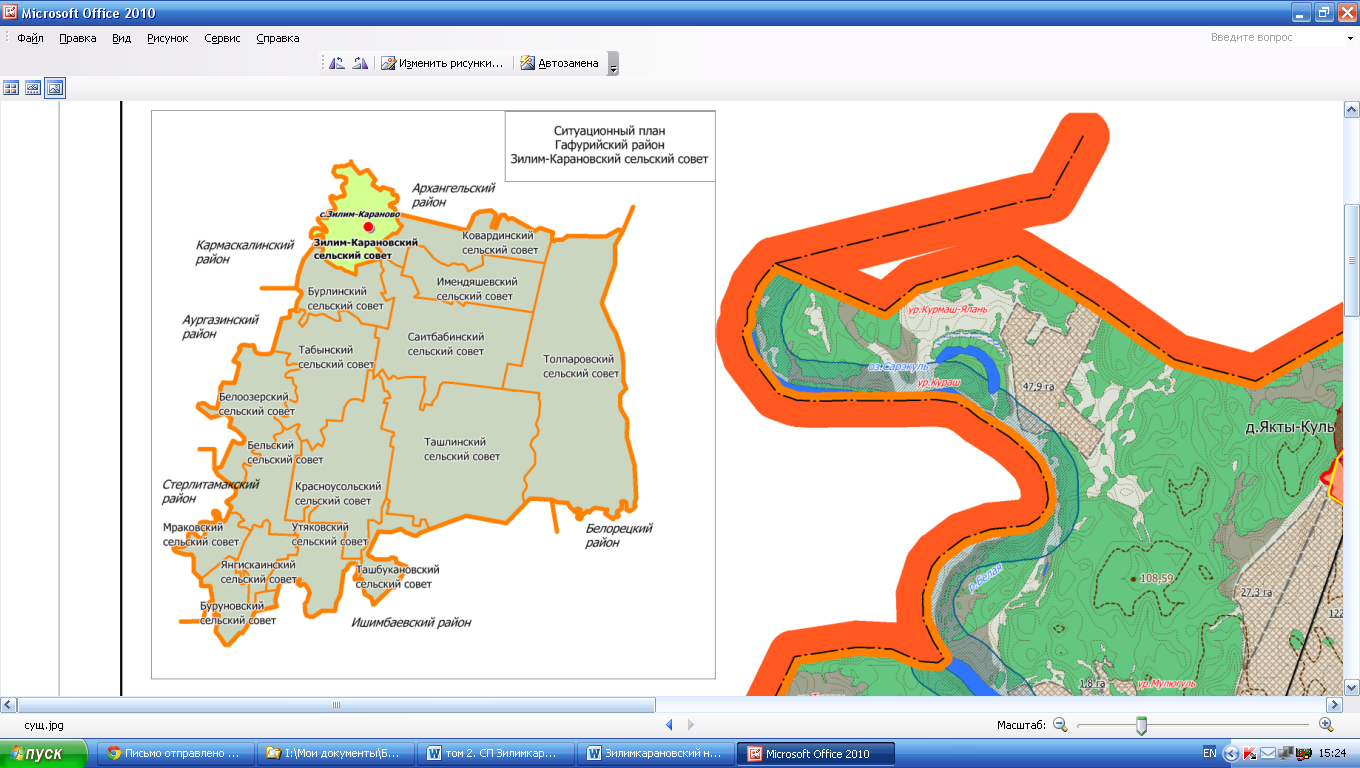 Microsoft Office 2010
Файл Правка Вид Рисунок Сервис Справка
Введите вопрос
Изменить рисунки... Автозамена
Ситуационный план
Гафурийский район
Зилим-Карановский сельский совет
Архангельский
район
с.Зилим-Караново
Зилим-Карановский
сельский совет
Кармаскалинский
район
Ковардинский
сельский совет
Имендяшевский
сельский совет
Бурлинский
сельский совет
Аургазинский
район
Саитбабинский
сельский совет
Табынский
сельский совет
Толпаровский
сельский совет
Белоозерский
сельский совет
Бельский
сельский совет
Ташлинский
сельский совет
Стерлитамакский
район
Красноусольский
сельский совет
Мраковский
сельский совет
Утяковский
сельский совет
Белорецкий
район
Янгискаинский
сельский совет
Ташбукановский
сельский совет
Буруновский
сельский совет
Ишимбаевский район
ур.Курмаш-Ялань
оз.Сарэкуль
ур.Кураш
47,9 га
д.Якты-Куль
108,59
р.Белая
27,3 га
122
1,8 га
ур.Мулюгуль
сущ.jpg
Масштаб:
пуск
Письмо отправлено ...
I:\Мои документы\Б...
том 2. СП Зилимкар...
Зилимкарановский н...
Microsoft Office 2010
EN
15:24